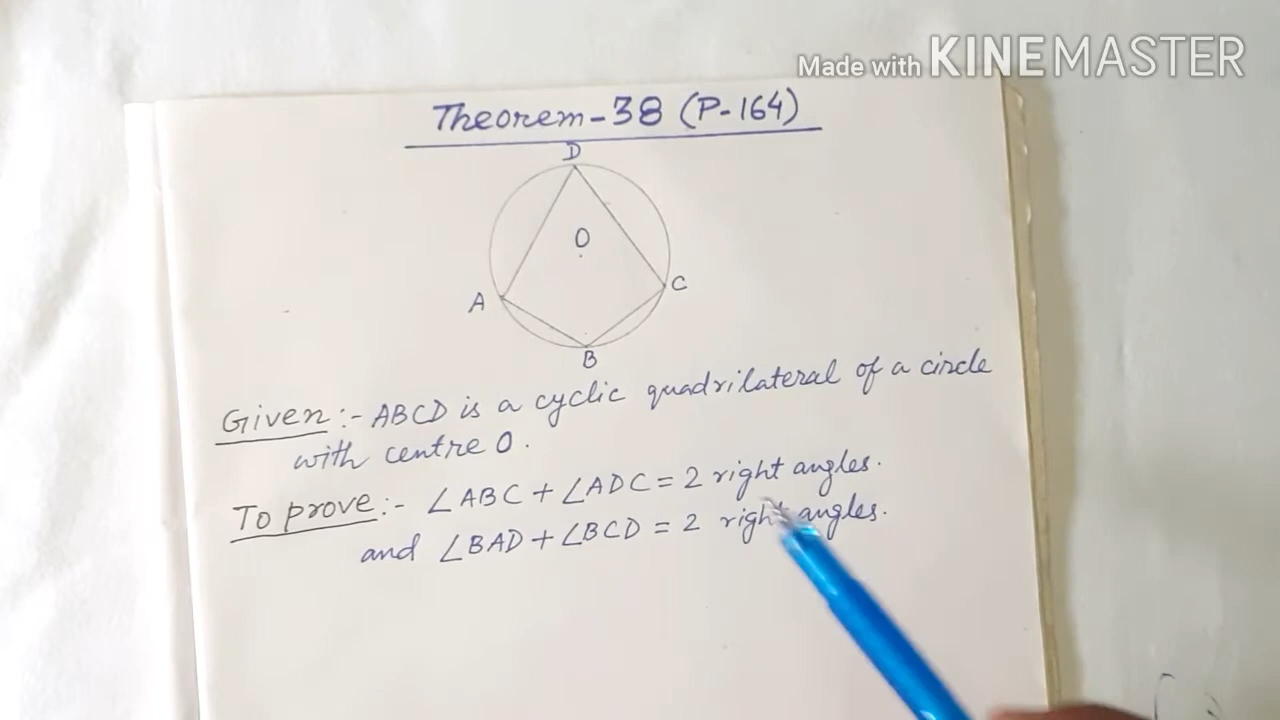 Made with KINEMASTER
Theorem-38 (P-164)
D
O
A
C
B
Given:- ABCD is a cyclic quadrilateral of a circle
with centre O.
To prove:- ∠ABC + ∠ADC = 2 right angles.
and ∠BAD + ∠BCD = 2 right angles.